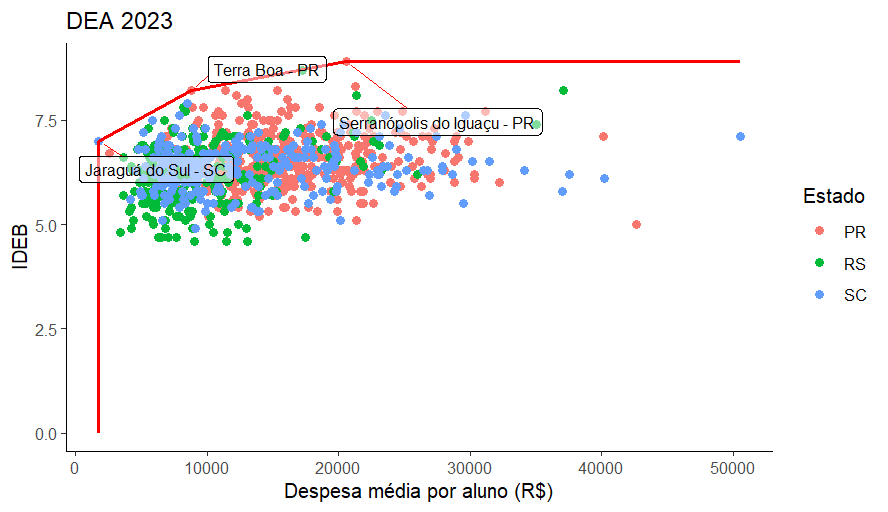 DEA 2023
Terra Boa - PR
Serranópolis do Iguaçu - PR
Jaraguá do Sul - SC
IDEB
7.5
5.0
2.5
0.0
0
10000
20000
30000
40000
50000
Despesa média por aluno (R$)
Estado
PR
RS
SC